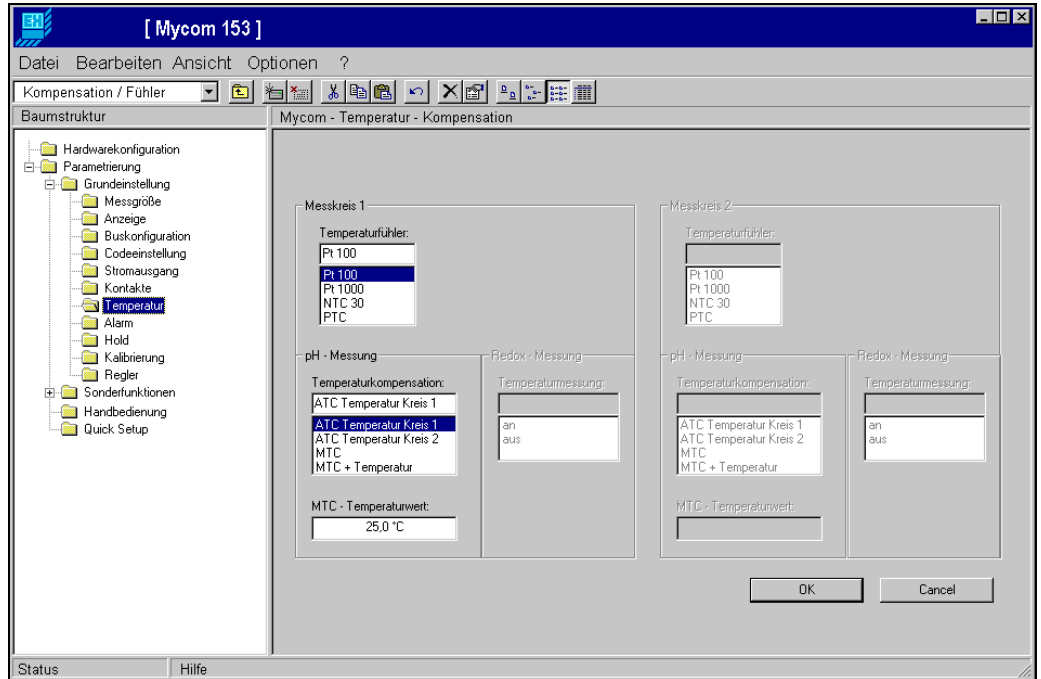 EH
[ Mycom 153 ]
Datei Bearbeiten Ansicht Optionen ?
Kompensation / Fühler
Baumstruktur
Mycom - Temperatur - Kompensation
Hardwarekonfiguration
Parametrierung
Grundeinstellung
Messgröße
Anzeige
Buskonfiguration
Codeeinstellung
Stromausgang
Kontakte
Temperatur
Alarm
Hold
Kalibrierung
Regler
Sonderfunktionen
Handbedienung
Quick Setup
Messkreis 1
Temperaturfühler:
Pt 100
Pt 100
Pt 1000
NTC 30
PTC
pH - Messung
Temperaturkompensation:
ATC Temperatur Kreis 1
ATC Temperatur Kreis 1
ATC Temperatur Kreis 2
MTC
MTC + Temperatur
MTC - Temperaturwert:
25,0 °C
Redox - Messung
Temperaturmessung:
an
aus
Messkreis 2
Temperaturfühler:
Pt 100
Pt 1000
NTC 30
PTC
pH - Messung
Temperaturkompensation:
ATC Temperatur Kreis 1
ATC Temperatur Kreis 2
MTC
MTC + Temperatur
MTC - Temperaturwert:
Redox - Messung
Temperaturmessung:
an
aus
OK
Cancel
Status
Hilfe